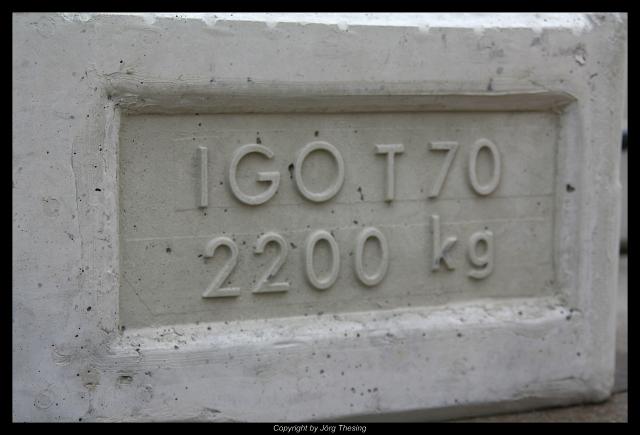 IGO T70
2200 kg
Copyright by Jörg Thesing